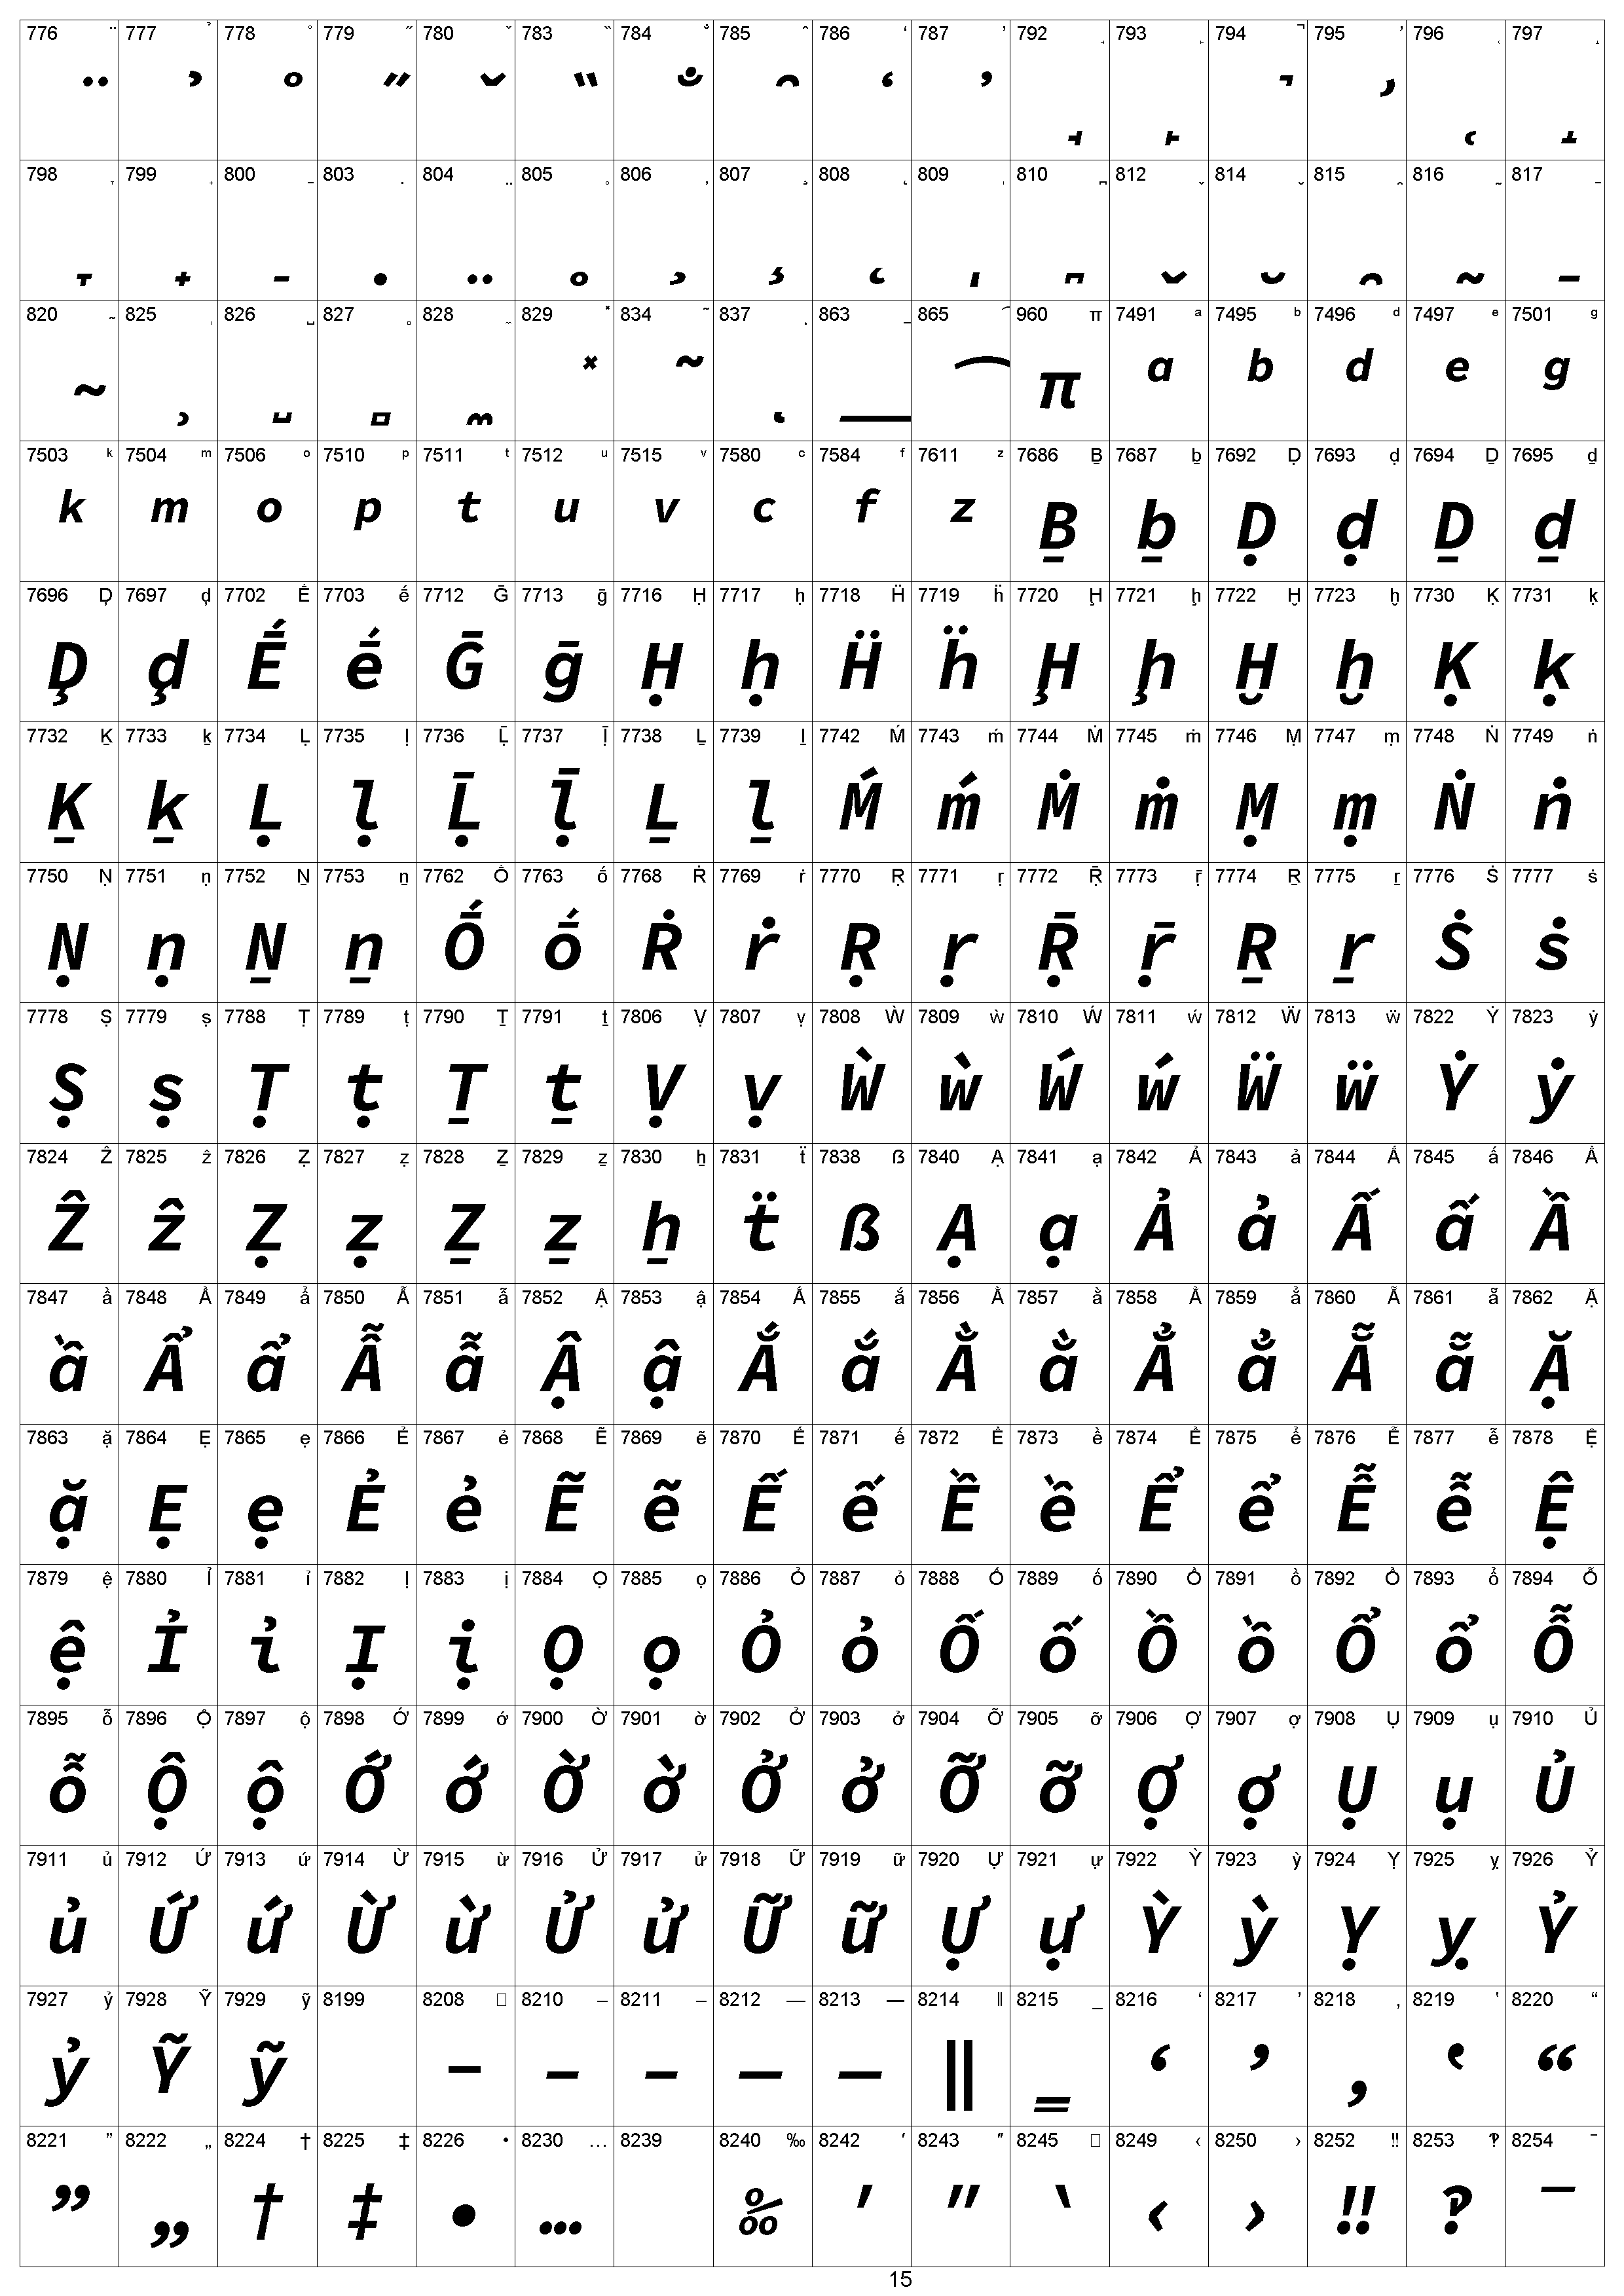 776 ̈ 777 ̉ 778 ̊ 779 ̋ 780 ̌ 783 ̏ 784 ̐ 785 ̑ 786 ̒ 787 ̓ 792 ̘ 793 ̙ 794 ̚ 795 ̛ 796 ̜ 797 ̝
̈ ̉ ̊ ̋ ̌ ̏ ̐ ̑ ̒ ̓ ̘ ̙ ̚ ̛ ̜ ̝
798 ̞ 799 ̟ 800 ̠ 803 ̣ 804 ̤ 805 ̥ 806 ̦ 807 ̧ 808 ̨ 809 ̩ 810 ̪ 812 ̬ 814 ̮ 815 ̯ 816 ̰ 817 ̱
̞ ̟ ̠ ̣ ̤ ̥ ̦ ̧ ̨ ̩ ̪ ̬ ̮ ̯ ̰ ̱
820 ̴ 825 ̹ 826 ̺ 827 ̻ 828 ̼ 829 ̽ 834 ͂ 837 ͅ 863 ͟ 865 ͡ 960 π 7491 ᵃ 7495 ᵇ 7496 ᵈ 7497 ᵉ 7501 ᵍ
̴ ̹ ̺ ̻ ̼ ̽ ͂ ͅ ͟ ͡ π ᵃ ᵇ ᵈ ᵉ ᵍ
7503 ᵏ 7504 ᵐ 7506 ᵒ 7510 ᵖ 7511 ᵗ 7512 ᵘ 7515 ᵛ 7580 ᶜ 7584 ᶠ 7611 ᶻ 7686 Ḇ 7687 ḇ 7692 Ḍ 7693 ḍ 7694 Ḏ 7695 ḏ
ᵏ ᵐ ᵒ ᵖ ᵗ ᵘ ᵛ ᶜ ᶠ ᶻ Ḇ ḇ Ḍ ḍ Ḏ ḏ
7696 Ḑ 7697 ḑ 7702 Ḗ 7703 ḗ 7712 Ḡ 7713 ḡ 7716 Ḥ 7717 ḥ 7718 Ḧ 7719 ḧ 7720 Ḩ 7721 ḩ 7722 Ḫ 7723 ḫ 7730 Ḳ 7731 ḳ
Ḑ ḑ Ḗ ḗ Ḡ ḡ Ḥ ḥ Ḧ ḧ Ḩ ḩ Ḫ ḫ Ḳ ḳ
7732 Ḵ 7733 ḵ 7734 Ḷ 7735 ḷ 7736 Ḹ 7737 ḹ 7738 Ḻ 7739 ḻ 7742 Ḿ 7743 ḿ 7744 Ṁ 7745 ṁ 7746 Ṃ 7747 ṃ 7748 Ṅ 7749 ṅ
Ḵ ḵ Ḷ ḷ Ḹ ḹ Ḻ ḻ Ḿ ḿ Ṁ ṁ Ṃ ṃ Ṅ ṅ
7750 Ṇ 7751 ṇ 7752 Ṉ 7753 ṉ 7762 Ṓ 7763 ṓ 7768 Ṙ 7769 ṙ 7770 Ṛ 7771 ṛ 7772 Ṝ 7773 ṝ 7774 Ṟ 7775 ṟ 7776 Ṡ 7777 ṡ
Ṇ ṇ Ṉ ṉ Ṓ ṓ Ṙ ṙ Ṛ ṛ Ṝ ṝ Ṟ ṟ Ṡ ṡ
7778 Ṣ 7779 ṣ 7788 Ṭ 7789 ṭ 7790 Ṯ 7791 ṯ 7806 Ṿ 7807 ṿ 7808 Ẁ 7809 ẁ 7810 Ẃ 7811 ẃ 7812 Ẅ 7813 ẅ 7822 Ẏ 7823 ẏ
Ṣ ṣ Ṭ ṭ Ṯ ṯ Ṿ ṿ Ẁ ẁ Ẃ ẃ Ẅ ẅ Ẏ ẏ
7824 Ẑ 7825 ẑ 7826 Ẓ 7827 ẓ 7828 Ẕ 7829 ẕ 7830 ẖ 7831 ẗ 7838 ẞ 7840 Ạ 7841 ạ 7842 Ả 7843 ả 7844 Ấ 7845 ấ 7846 Ầ
Ẑ ẑ Ẓ ẓ Ẕ ẕ ẖ ẗ ẞ Ạ ạ Ả ả Ấ ấ Ầ
7847 ầ 7848 Ẩ 7849 ẩ 7850 Ẫ 7851 ẫ 7852 Ậ 7853 ậ 7854 Ắ 7855 ắ 7856 Ằ 7857 ằ 7858 Ẳ 7859 ẳ 7860 Ẵ 7861 ẵ 7862 Ặ
ầ Ẩ ẩ Ẫ ẫ Ậ ậ Ắ ắ Ằ ằ Ẳ ẳ Ẵ ẵ Ặ
7863 ặ 7864 Ẹ 7865 ẹ 7866 Ẻ 7867 ẻ 7868 Ẽ 7869 ẽ 7870 Ế 7871 ế 7872 Ề 7873 ề 7874 Ể 7875 ể 7876 Ễ 7877 ễ 7878 Ệ
ặ Ẹ ẹ Ẻ ẻ Ẽ ẽ Ế ế Ề ề Ể ể Ễ ễ Ệ
7879 ệ 7880 Ỉ 7881 ỉ 7882 Ị 7883 ị 7884 Ọ 7885 ọ 7886 Ỏ 7887 ỏ 7888 Ố 7889 ố 7890 Ồ 7891 ồ 7892 Ổ 7893 ổ 7894 Ỗ
ệ Ỉ ỉ Ị ị Ọ ọ Ỏ ỏ Ố ố Ồ ồ Ổ ổ Ỗ
7895 ỗ 7896 Ộ 7897 ộ 7898 Ớ 7899 ớ 7900 Ờ 7901 ờ 7902 Ở 7903 ở 7904 Ỡ 7905 ỡ 7906 Ợ 7907 ợ 7908 Ụ 7909 ụ 7910 Ủ
ỗ Ộ ộ Ớ ớ Ờ ờ Ở ở Ỡ ỡ Ợ ợ Ụ ụ Ủ
7911 ủ 7912 Ứ 7913 ứ 7914 Ừ 7915 ừ 7916 Ử 7917 ử 7918 Ữ 7919 ữ 7920 Ự 7921 ự 7922 Ỳ 7923 ỳ 7924 Ỵ 7925 ỵ 7926 Ỷ
ủ Ứ ứ Ừ ừ Ử ử Ữ ữ Ự ự Ỳ ỳ Ỵ ỵ Ỷ
7927 ỷ 7928 Ỹ 7929 ỹ 8199 8208 □ 8210 ‒ 8211 – 8212 — 8213 ― 8214 ‖ 8215 ‗ 8216 ‘ 8217 ’ 8218 ‚ 8219 ‛ 8220 “
ỷ Ỹ ỹ ‐ ‒ – — ― ‖ ‗ ‘ ’ ‚ ‛ “
8221 ” 8222 „ 8224 † 8225 ‡ 8226 • 8230 … 8239 8240 ‰ 8242 ′ 8243 ″ 8245 □ 8249 ‹ 8250 › 8252 ‼ 8253 ‽ 8254 ‾
” „ † ‡ • … ‰ ′ ″ ‵ ‹ › ‼ ‽ ‾
15